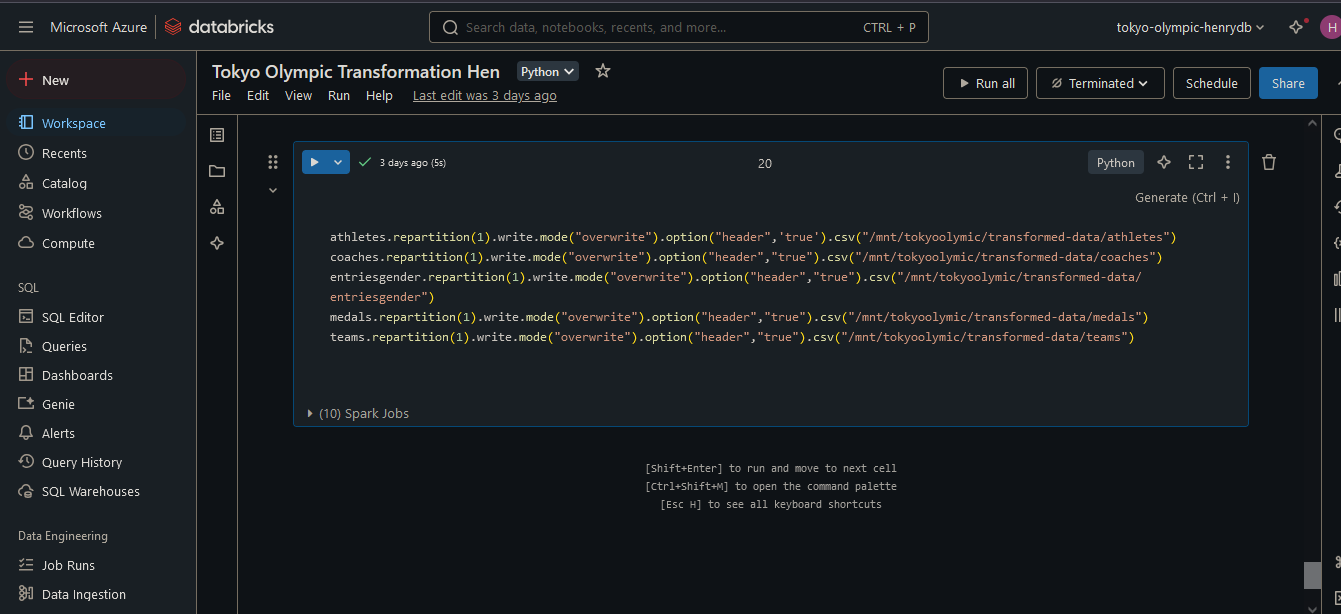 Microsoft Azure
databricks
Search data, notebooks, recents, and more...
CTRL + P
tokyo-olympic-henrydb
H
New
Workspace
Recents
Catalog
Workflows
Compute
SQL
SQL Editor
Queries
Dashboards
Genie
Alerts
Query History
SQL Warehouses
Data Engineering
Job Runs
Data Ingestion
Tokyo Olympic Transformation Hen
Python
File Edit View Run Help Last edit was 3 days ago
Run all
Terminated
Schedule
Share
3 days ago (5s)
20
Python
Generate (Ctrl + I)
athletes.repartition(1).write.mode("overwrite").option("header",'true').csv("/mnt/tokyoolymic/transformed-data/athletes")
coaches.repartition(1).write.mode("overwrite").option("header","true").csv("/mnt/tokyoolymic/transformed-data/coaches")
entriesgender.repartition(1).write.mode("overwrite").option("header","true").csv("/mnt/tokyoolymic/transformed-data/
entriesgender")
medals.repartition(1).write.mode("overwrite").option("header","true").csv("/mnt/tokyoolymic/transformed-data/medals")
teams.repartition(1).write.mode("overwrite").option("header","true").csv("/mnt/tokyoolymic/transformed-data/teams")
(10) Spark Jobs
[Shift+Enter] to run and move to next cell
[Ctrl+Shift+M] to open the command palette
[Esc H] to see all keyboard shortcuts